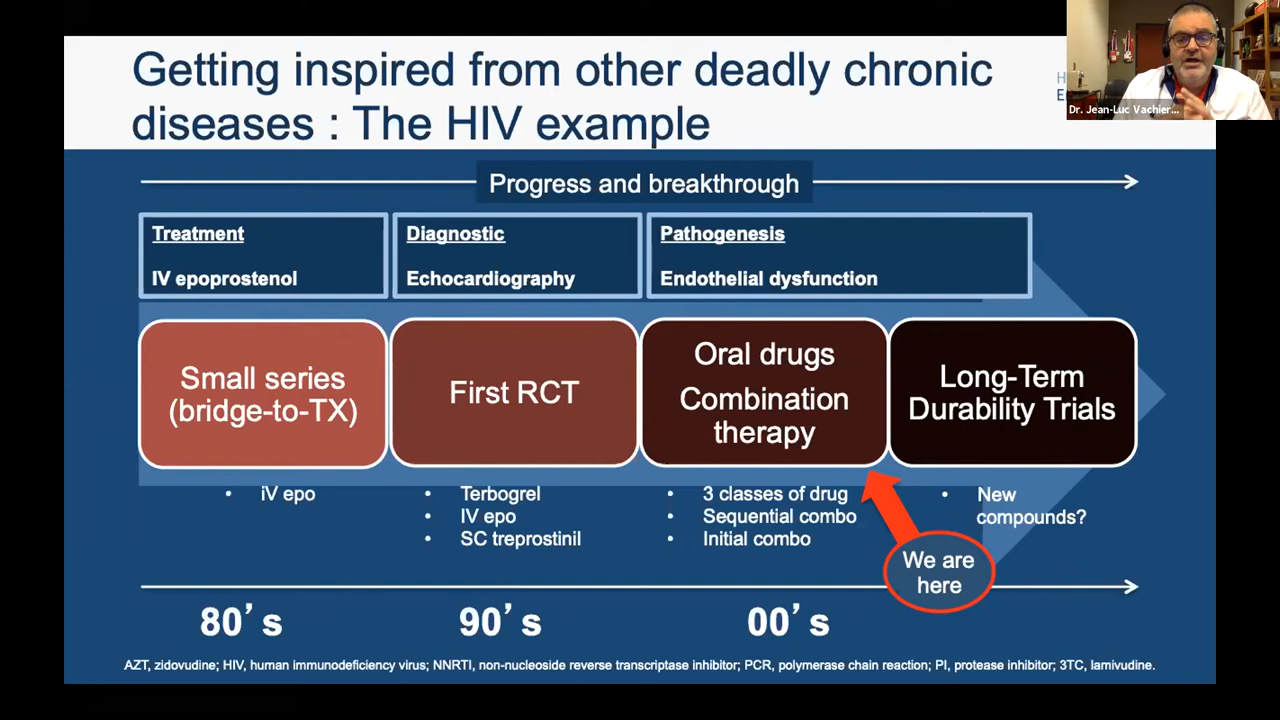 Getting inspired from other deadly chronic
diseases : The HIV example
H
E
Dr. Jean-Luc Vachier...
Progress and breakthrough
Treatment
IV epoprostenol
Diagnostic
Echocardiography
Pathogenesis
Endothelial dysfunction
Small series
(bridge-to-TX)
First RCT
Oral drugs
Combination
therapy
Long-Term
Durability Trials
• iV epo
• Terbogrel
• IV epo
• SC treprostinil
• 3 classes of drug
• Sequential combo
• Initial combo
• New
compounds?
We are
here
80’s
90’s
00’s
AZT, zidovudine; HIV, human immunodeficiency virus; NNRTI, non-nucleoside reverse transcriptase inhibitor; PCR, polymerase chain reaction; PI, protease inhibitor; 3TC, lamivudine.